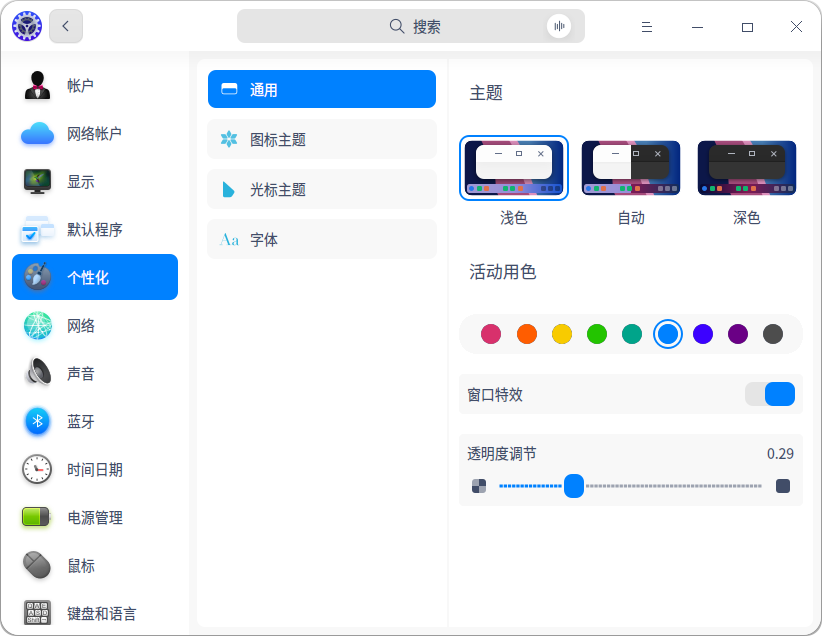 搜索
帐户
网络帐户
显示
默认程序
个性化
网络
声音
蓝牙
时间日期
电源管理
鼠标
键盘和语言
通用
图标主题
光标主题
Aa 字体
主题
浅色 自动 深色
活动用色
窗口特效
透明度调节 0.29